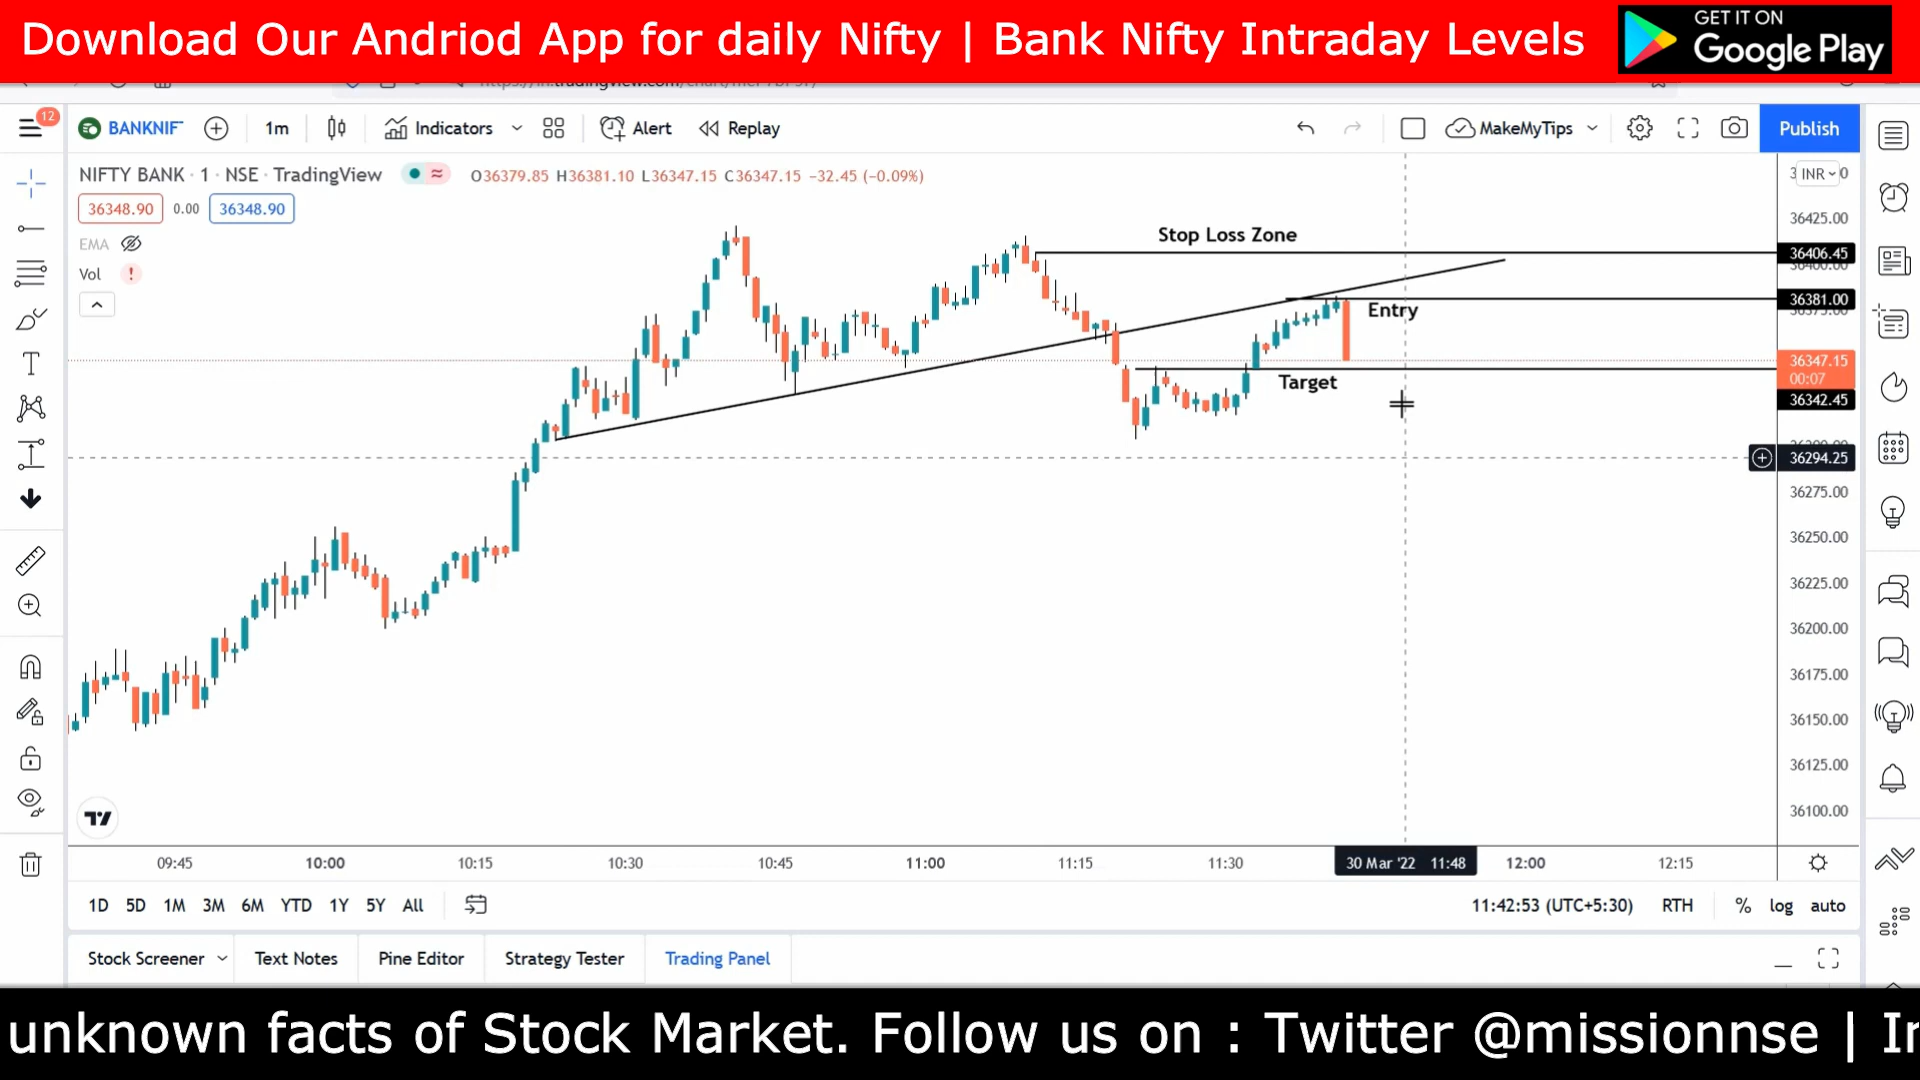 Download Our Andriod App for daily Nifty | Bank Nifty Intraday Levels
GET IT ON
Google Play
12
BANKNIF
1m
Indicators
Alert
Replay
MakeMyTips
Publish
NIFTY BANK · 1 · NSE · TradingView
O36379.85 H36381.10 L36347.15 C36347.15 −32.45 (−0.09%)
INR
36348.90 0.00 36348.90
EMA
Vol
Stop Loss Zone
Entry
Target
36425.00
36406.45
36381.00
36347.15
00:07
36342.45
36294.25
36275.00
36250.00
36225.00
36200.00
36175.00
36150.00
36125.00
36100.00
09:45 10:00 10:15 10:30 10:45 11:00 11:15 11:30 30 Mar '22 11:48 12:00 12:15
1D 5D 1M 3M 6M YTD 1Y 5Y All
11:42:53 (UTC+5:30) RTH % log auto
Stock Screener Text Notes Pine Editor Strategy Tester Trading Panel
unknown facts of Stock Market. Follow us on : Twitter @missionnse | In